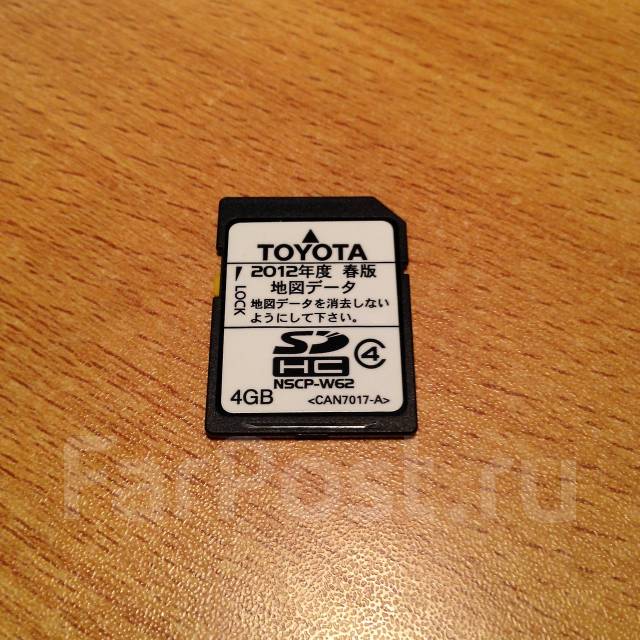 TOYOTA
2012年度 春版
地図データ
LOCK
地図データを消去しない
ようにして下さい。
SD
HC
4
NSCP-W62
4GB
<CAN7017-A>
FarPost.ru